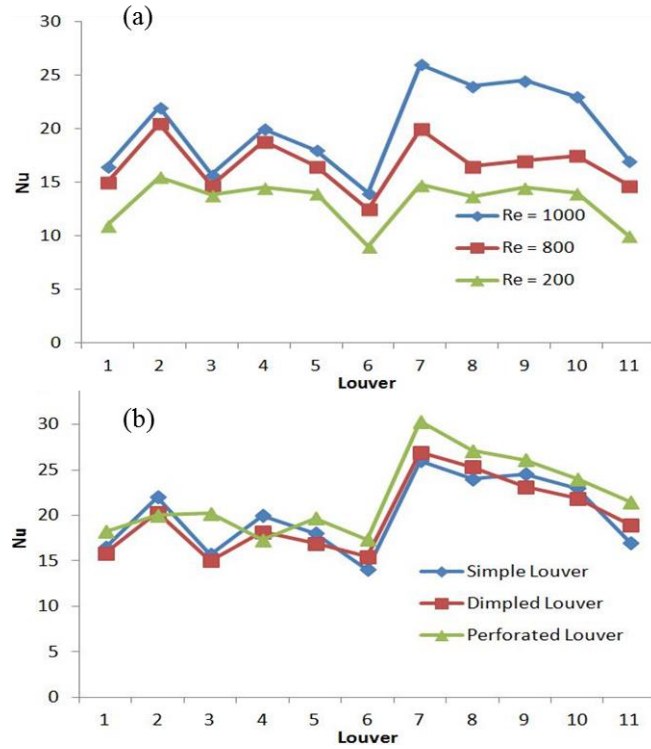 (a)
30
25
20
15
10
5
0
Nu
Re = 1000
Re = 800
Re = 200
1 2 3 4 5 6 7 8 9 10 11
Louver
(b)
30
25
20
15
10
5
0
Nu
Simple Louver
Dimpled Louver
Perforated Louver
1 2 3 4 5 6 7 8 9 10 11
Louver